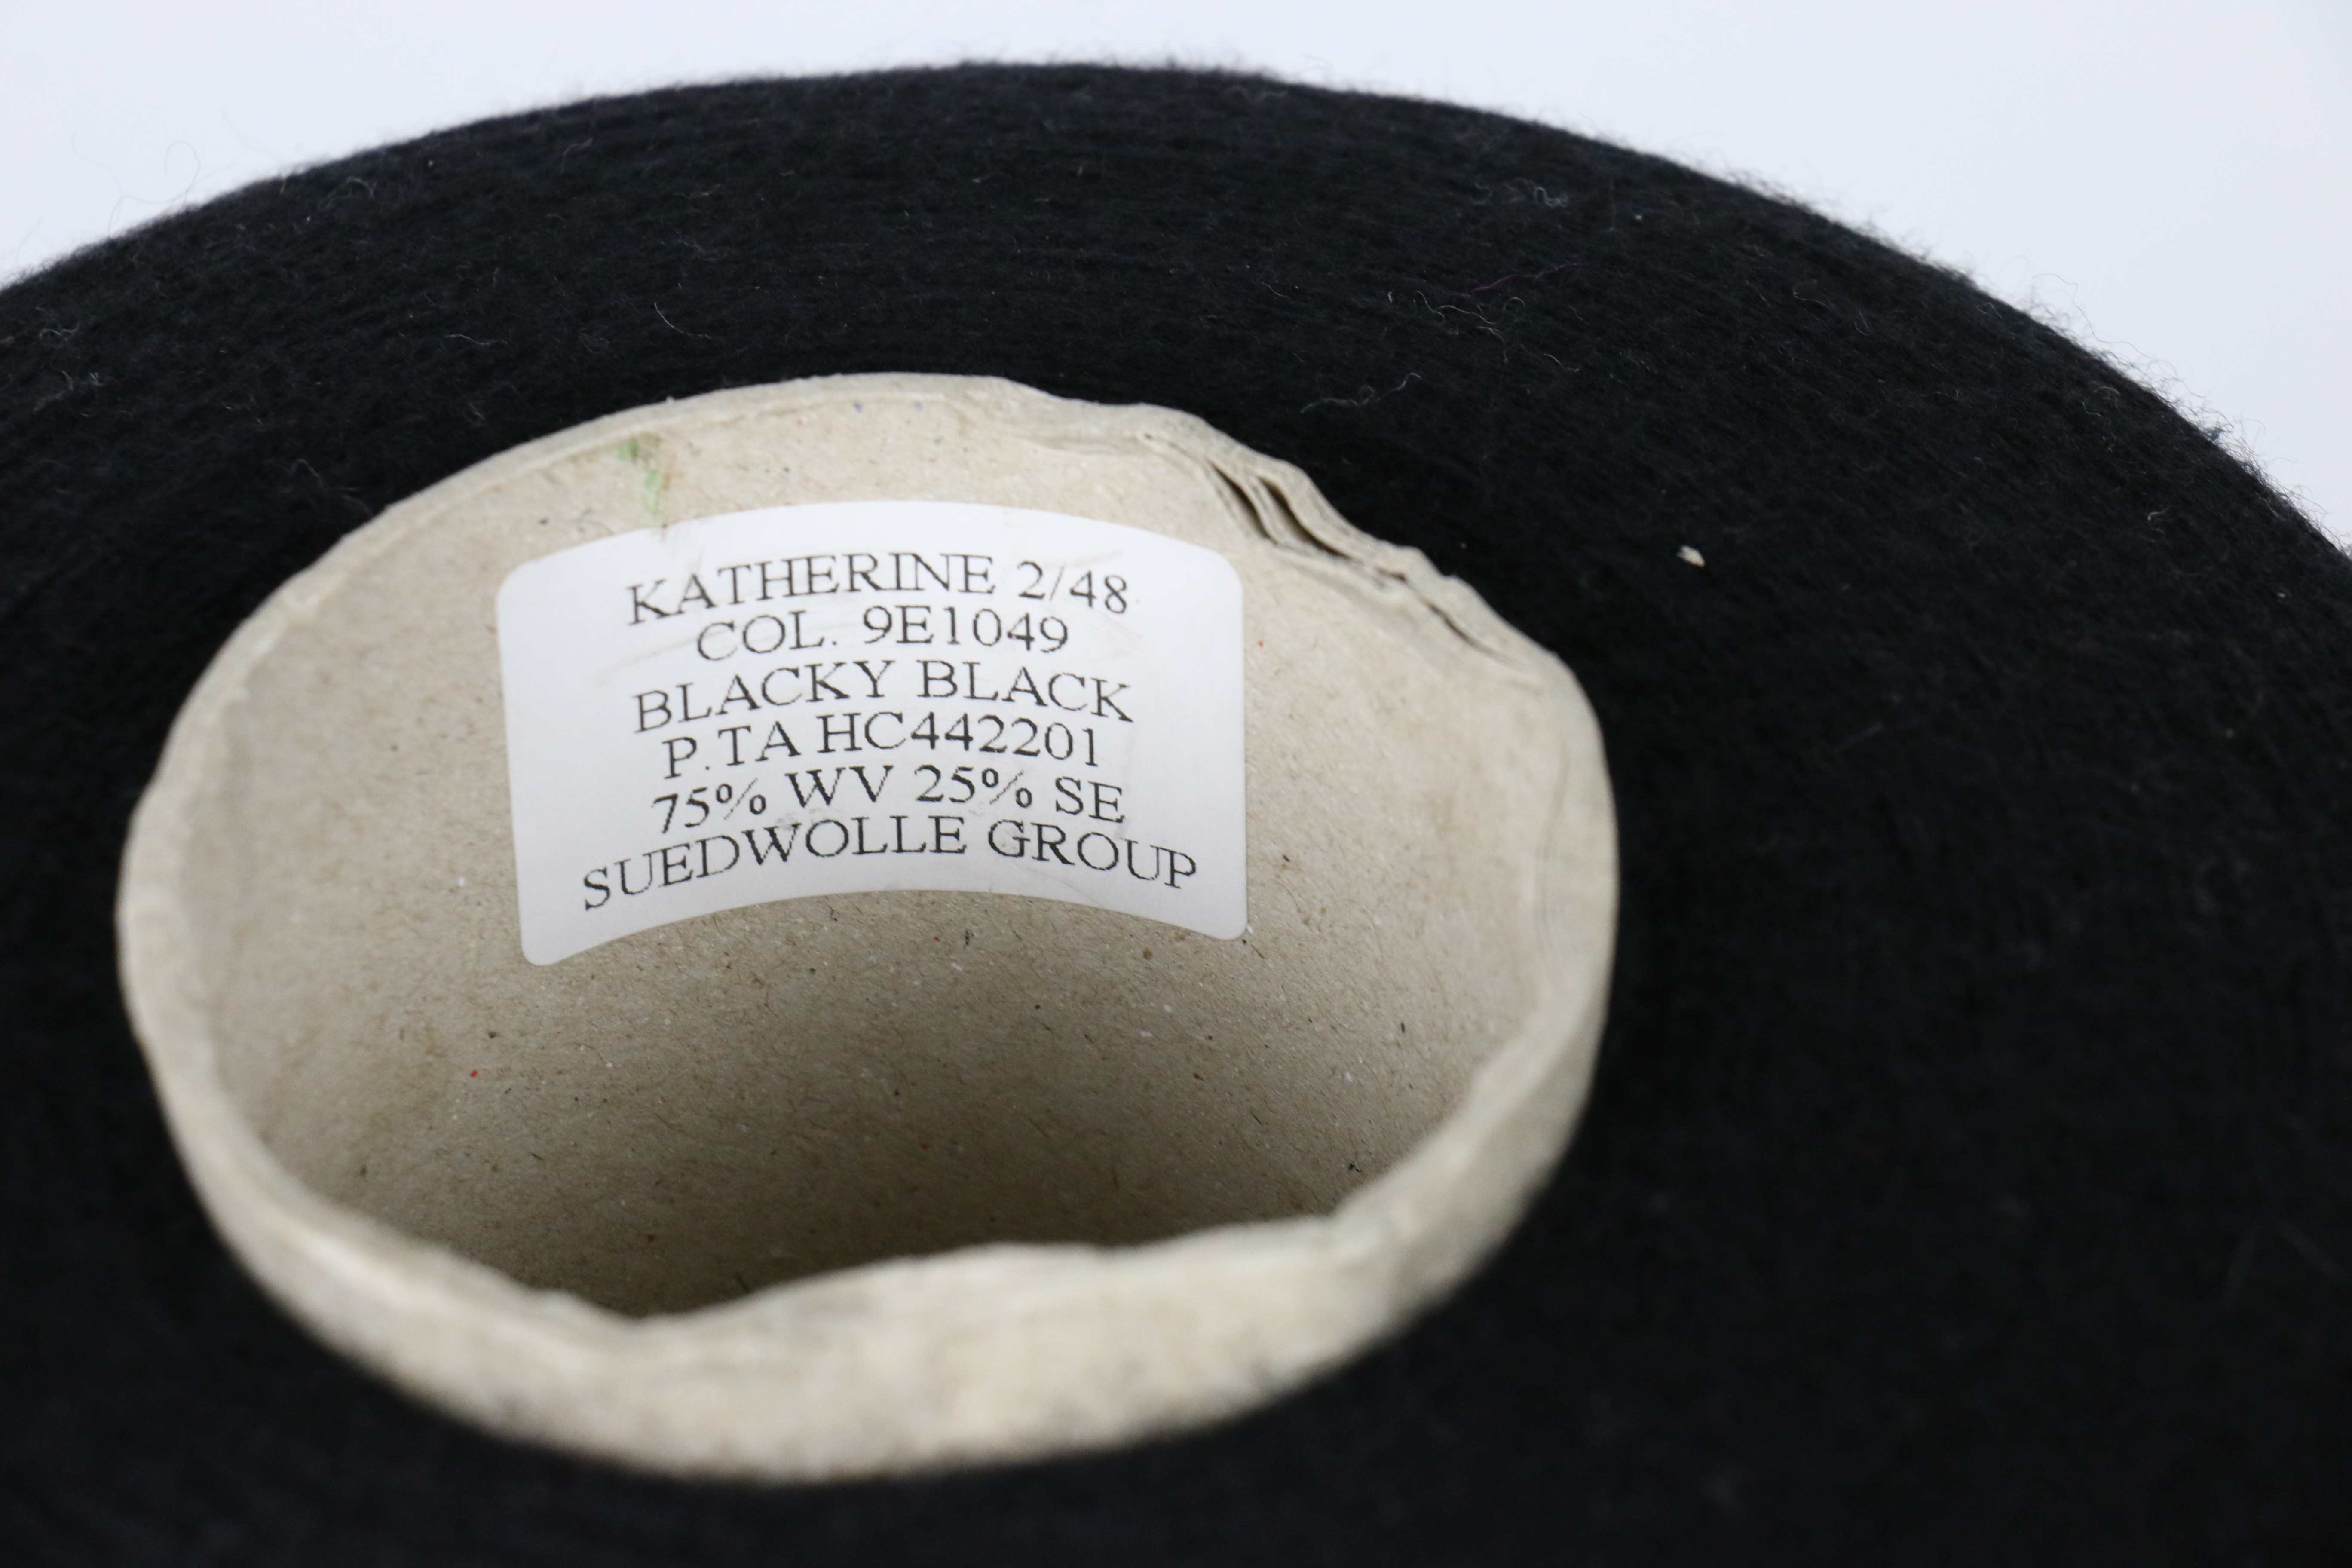 KATHERINE 2/48
COL. 9E1049
BLACKY BLACK
P.TA HC442201
75% WV 25% SE
SUEDWOLLE GROUP